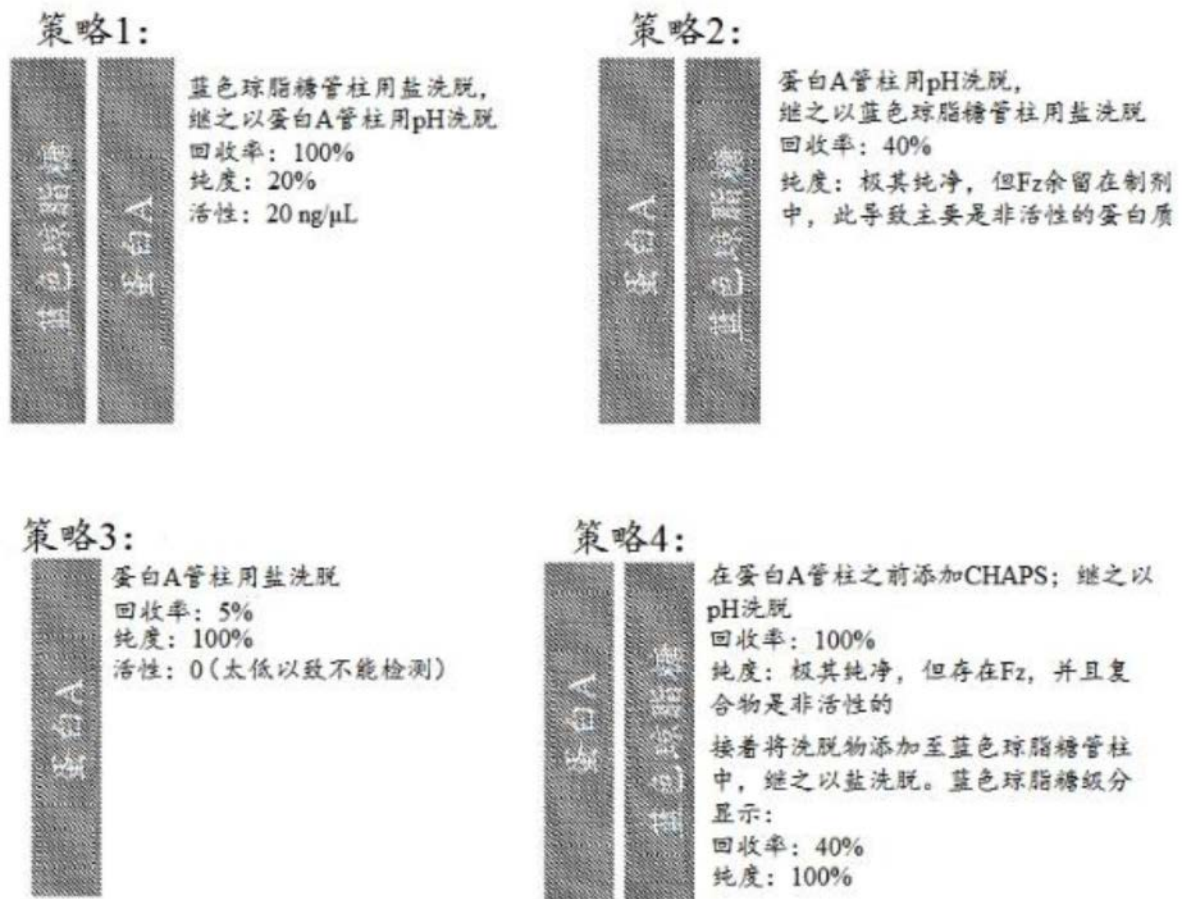 策略1:
蓝色琼脂糖
蛋白A
蓝色琼脂糖管柱用盐洗脱,
继之以蛋白A管柱用pH洗脱
回收率: 100%
纯度: 20%
活性: 20 ng/μL
策略2:
蛋白A
蓝色琼脂糖
蛋白A管柱用pH洗脱,
继之以蓝色琼脂糖管柱用盐洗脱
回收率: 40%
纯度: 极其纯净, 但Fz余留在制剂
中, 此导致主要是非活性的蛋白质
策略3:
蛋白A
蛋白A管柱用盐洗脱
回收率: 5%
纯度: 100%
活性: 0(太低以致不能检测)
策略4:
蛋白A
蓝色琼脂糖
在蛋白A管柱之前添加CHAPS; 继之以
pH洗脱
回收率: 100%
纯度: 极其纯净, 但存在Fz, 并且复
合物是非活性的
接着将洗脱物添加至蓝色琼脂糖管柱
中, 继之以盐洗脱。蓝色琼脂糖级分
显示:
回收率: 40%
纯度: 100%